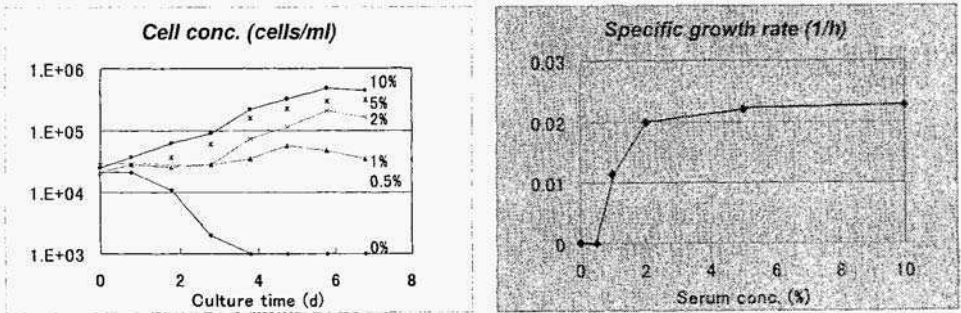 Cell conc. (cells/ml)
1.E+06
1.E+05
1.E+04
1.E+03
10%
5%
2%
1%
0.5%
0%
0 2 4 6 8
Culture time (d)
Specific growth rate (1/h)
0.03
0.02
0.01
0
0 2 4 6 8 10
Serum conc. (%)